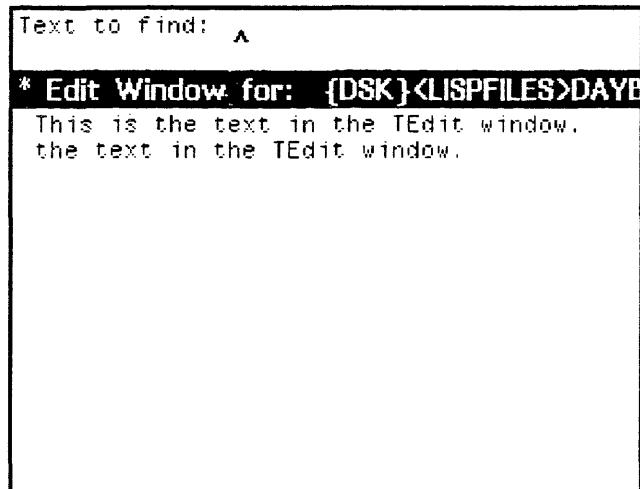 Text to find:
* Edit Window for: {DSK}<LISPFILES>DAYB
This is the text in the TEdit window.
the text in the TEdit window.